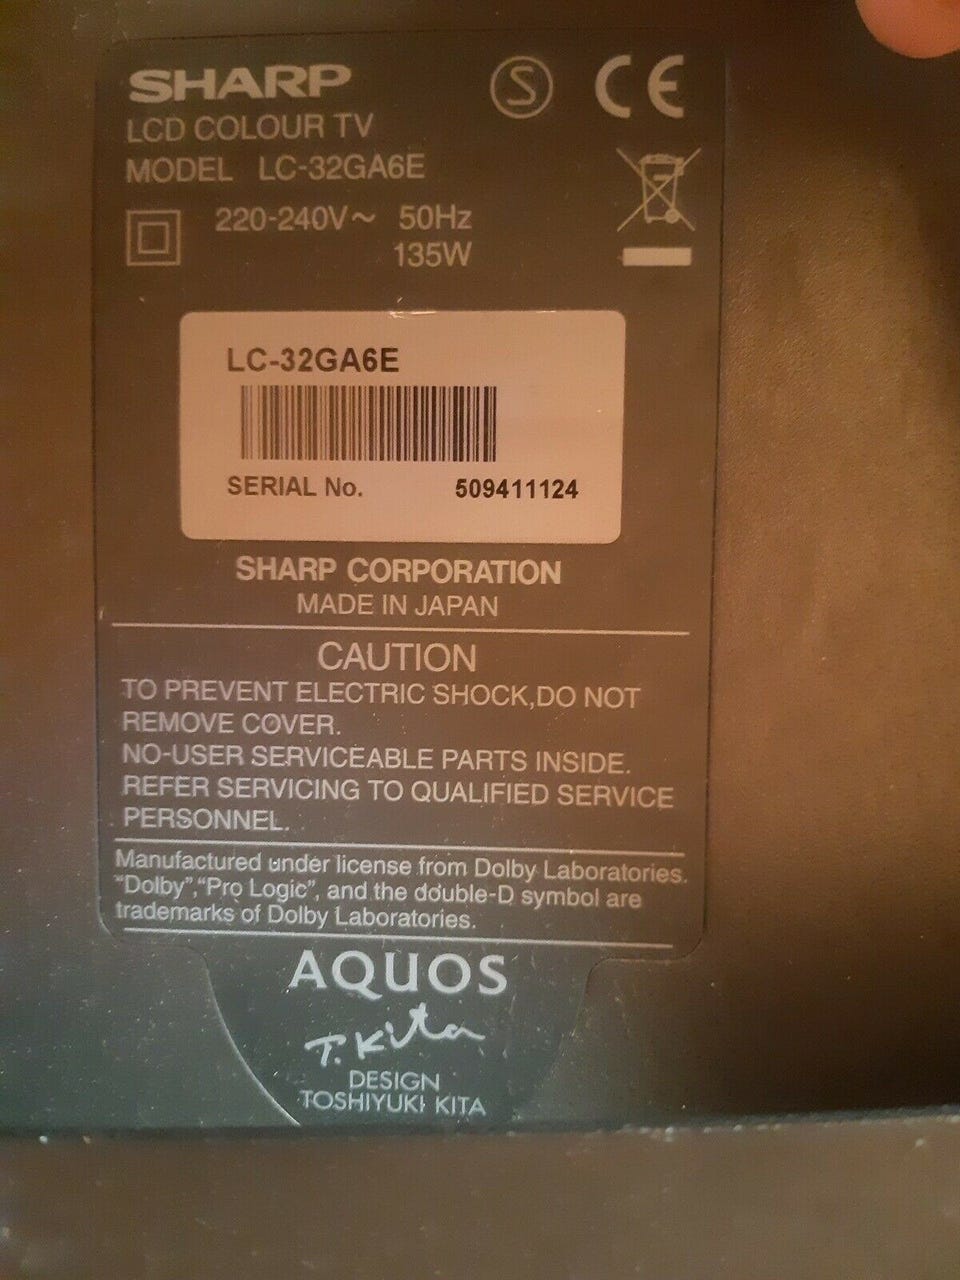 SHARP
LCD COLOUR TV
MODEL LC-32GA6E
220-240V~ 50Hz
135W
S
CE
LC-32GA6E
SERIAL No. 509411124
SHARP CORPORATION
MADE IN JAPAN
CAUTION
TO PREVENT ELECTRIC SHOCK,DO NOT
REMOVE COVER.
NO-USER SERVICEABLE PARTS INSIDE.
REFER SERVICING TO QUALIFIED SERVICE
PERSONNEL.
Manufactured under license from Dolby Laboratories.
“Dolby”,“Pro Logic”, and the double-D symbol are
trademarks of Dolby Laboratories.
AQUOS
T. Kita
DESIGN
TOSHIYUKI KITA